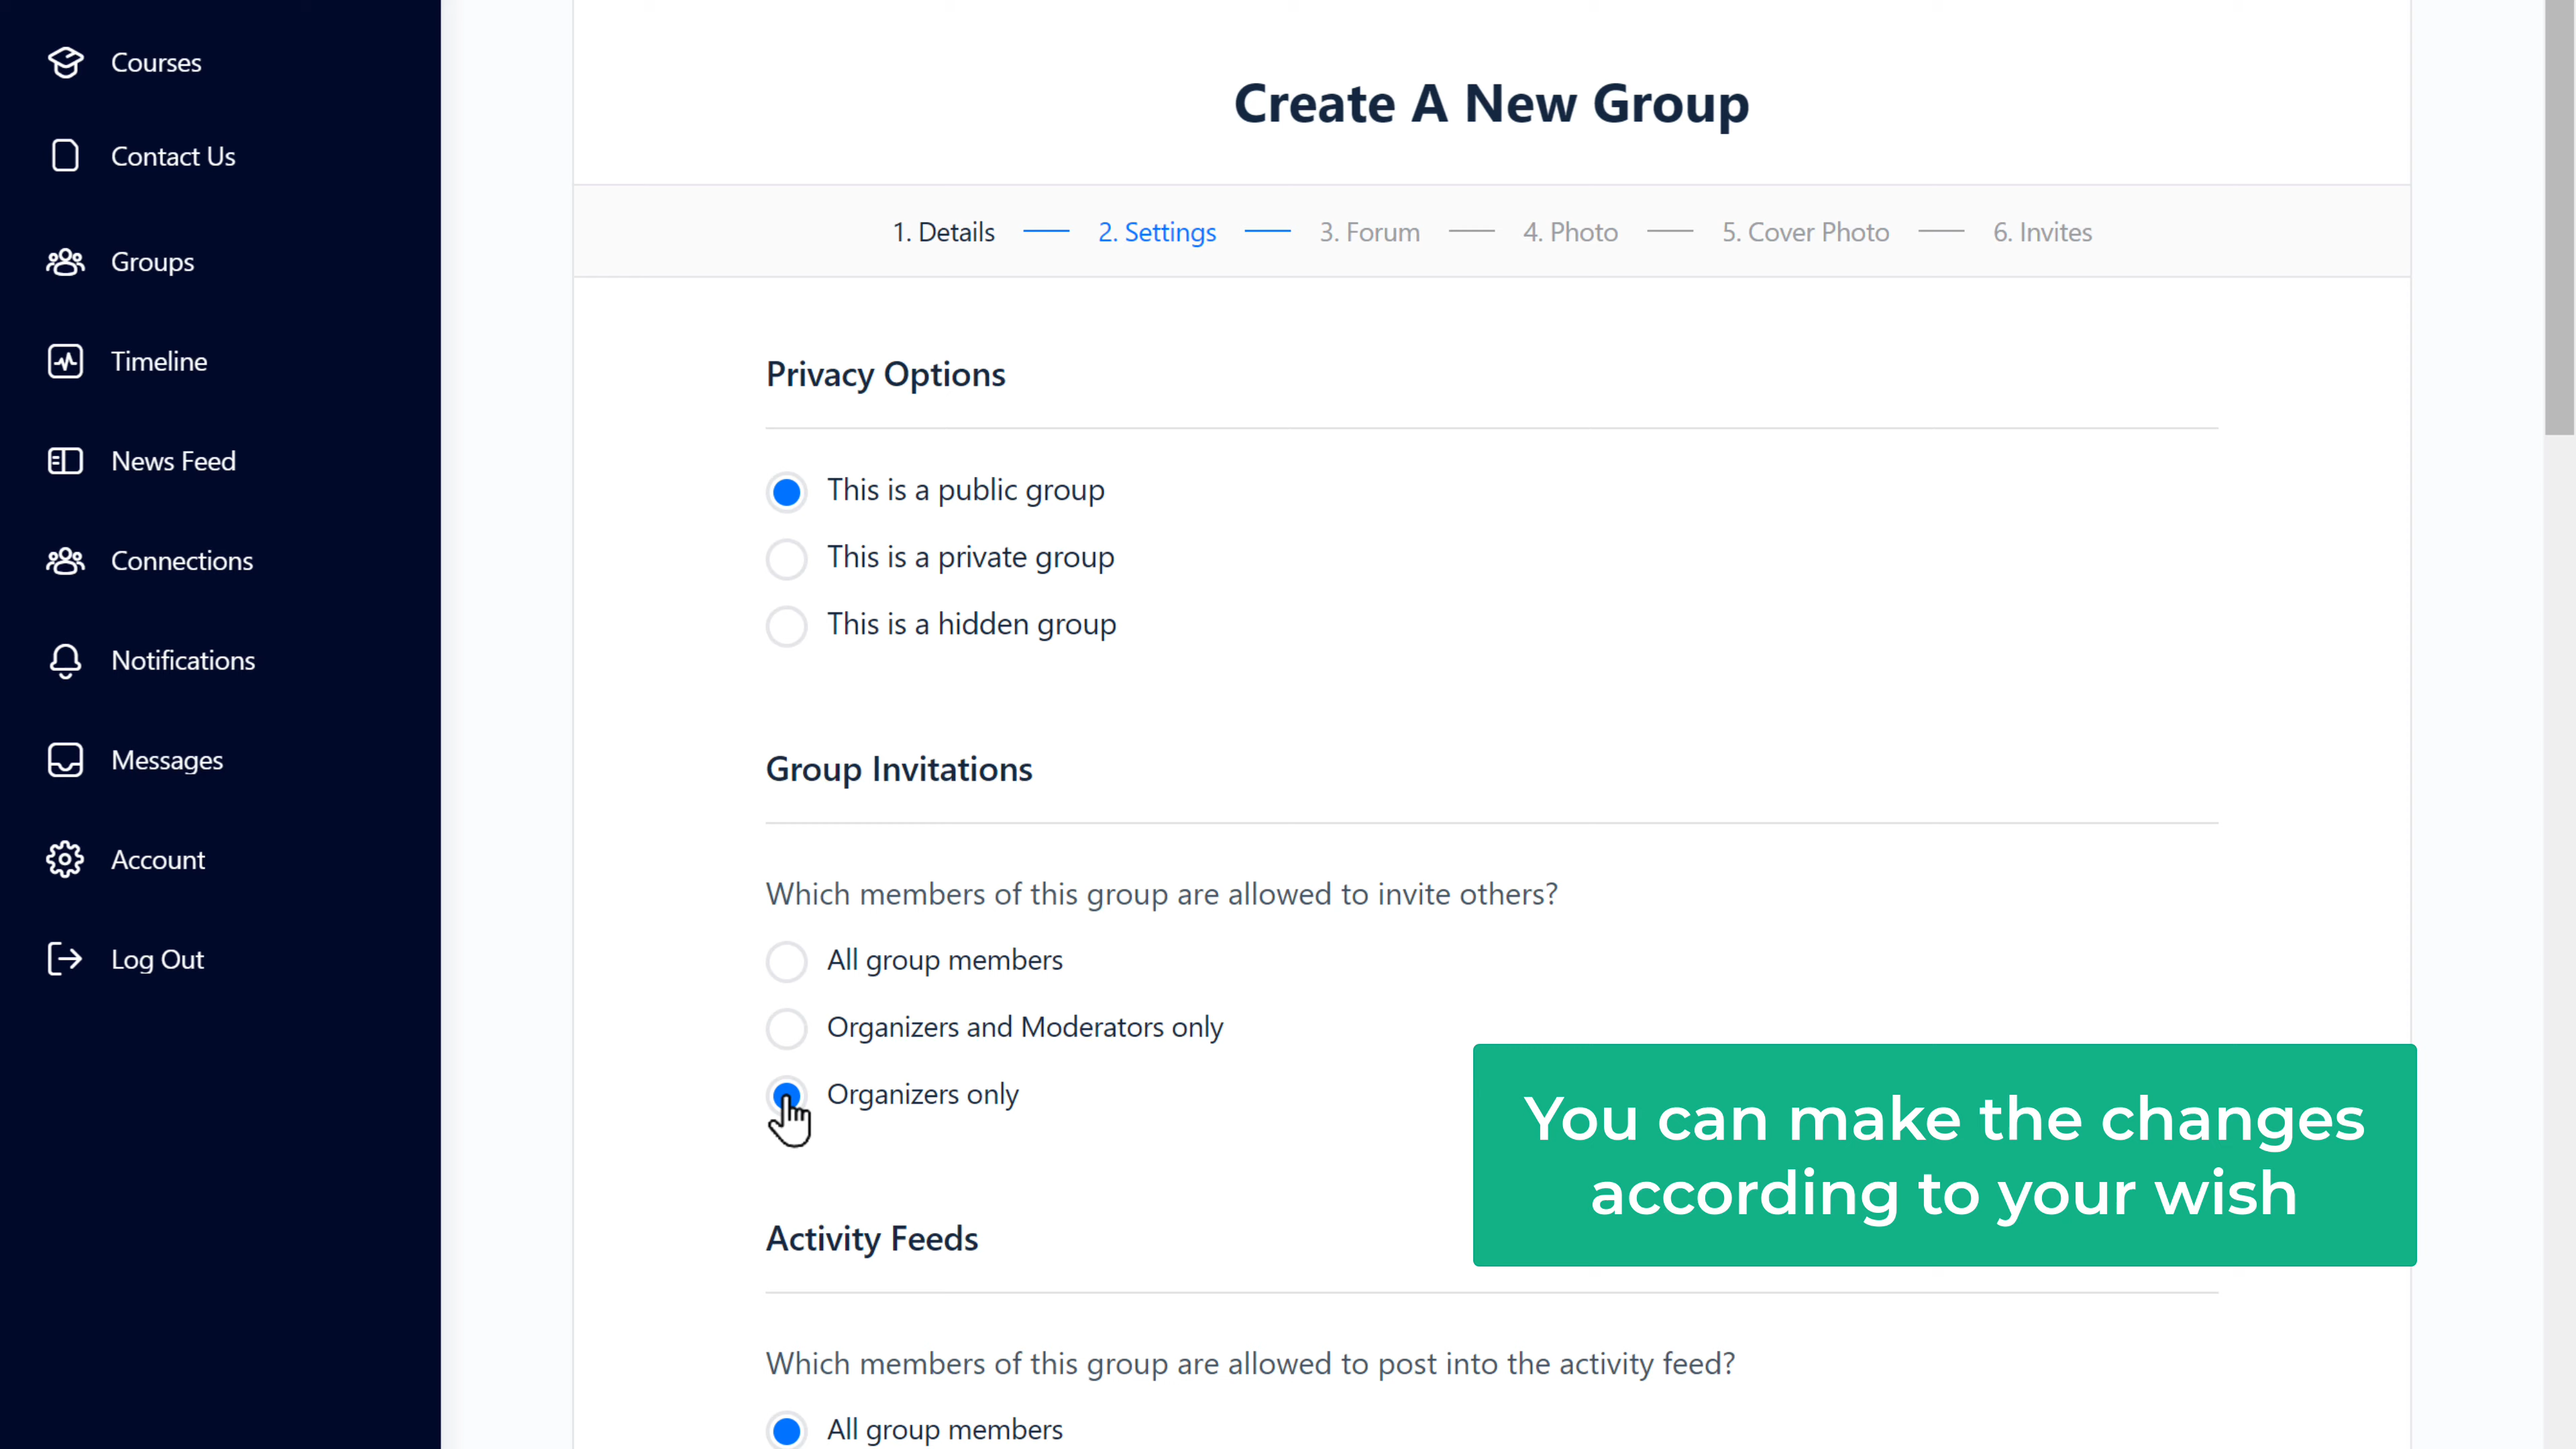 Courses
Contact Us
Groups
Timeline
News Feed
Connections
Notifications
Messages
Account
Log Out
Create A New Group
1. Details
2. Settings
3. Forum
4. Photo
5. Cover Photo
6. Invites
Privacy Options
This is a public group
This is a private group
This is a hidden group
Group Invitations
Which members of this group are allowed to invite others?
All group members
Organizers and Moderators only
Organizers only
You can make the changes
according to your wish
Activity Feeds
Which members of this group are allowed to post into the activity feed?
All group members